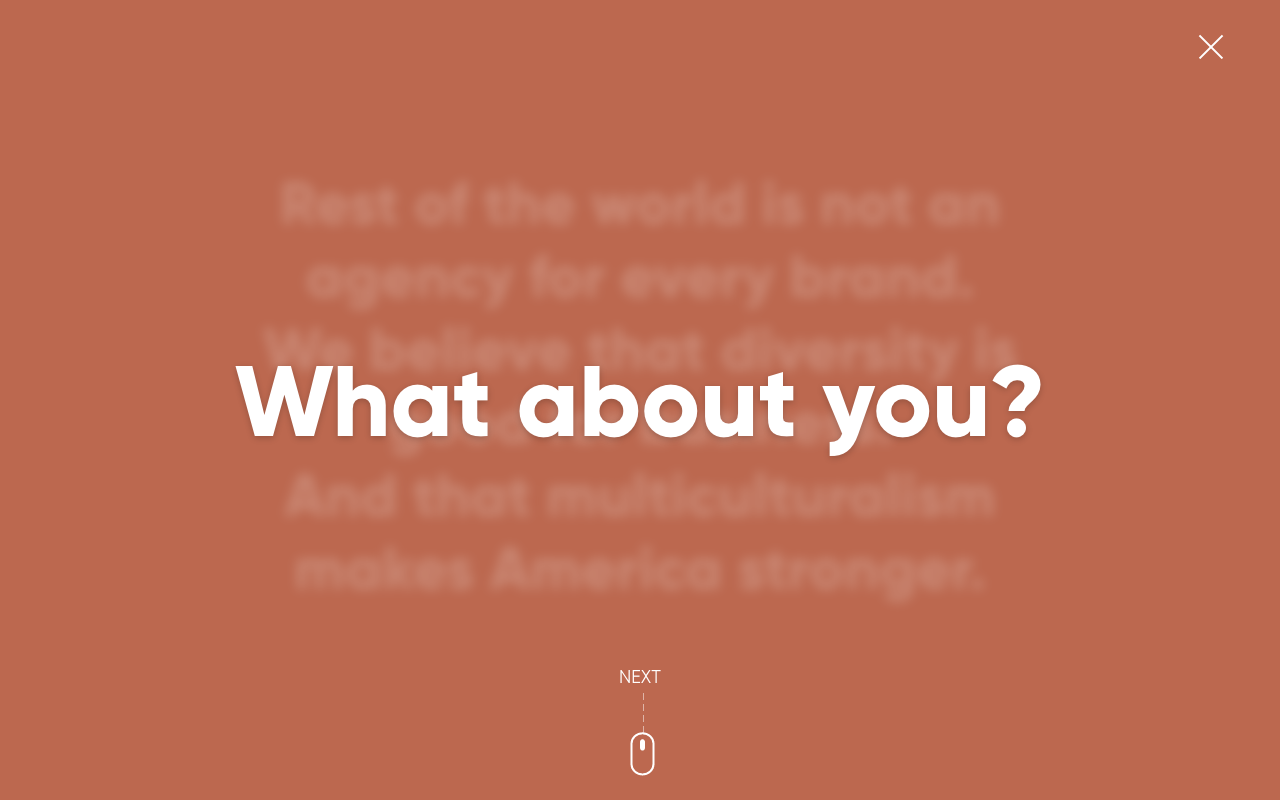 Rest of the world is not an
agency for every brand.
We believe that diversity is
What about you?
And that multiculturalism
makes America stronger.
NEXT